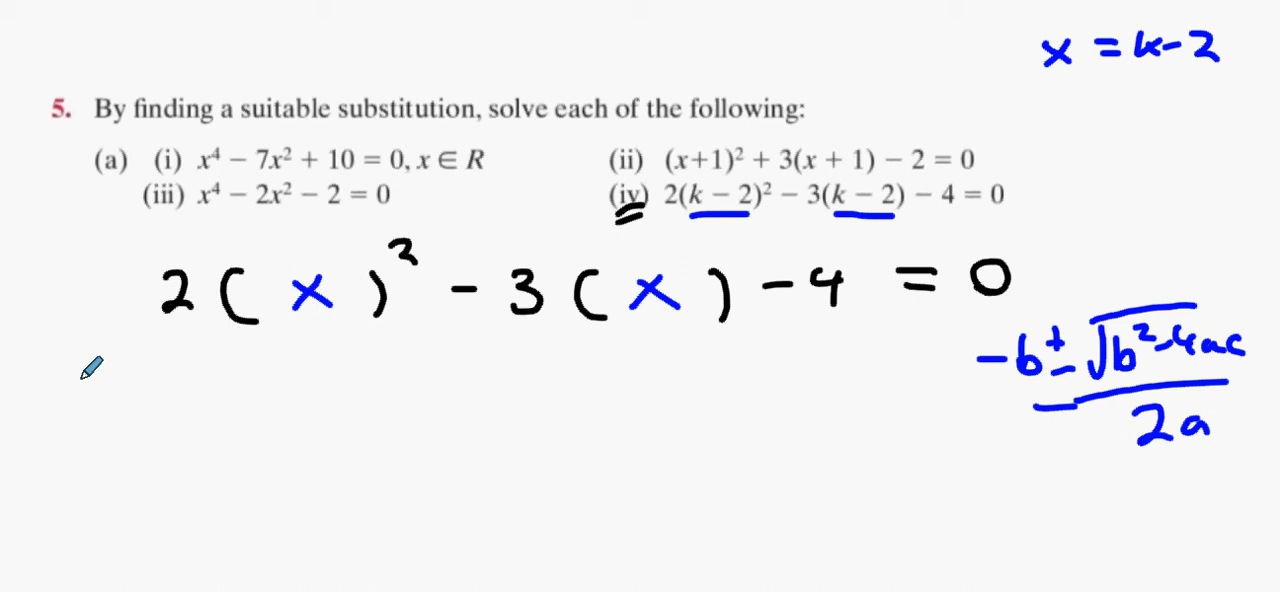 x = k-2
5. By finding a suitable substitution, solve each of the following:
(a) (i) x⁴ − 7x² + 10 = 0, x ∈ R (ii) (x+1)² + 3(x + 1) − 2 = 0
(iii) x⁴ − 2x² − 2 = 0 (iv) 2(k − 2)² − 3(k − 2) − 4 = 0
2(x)² - 3(x) - 4 = 0
-b ± √b²-4ac
2a